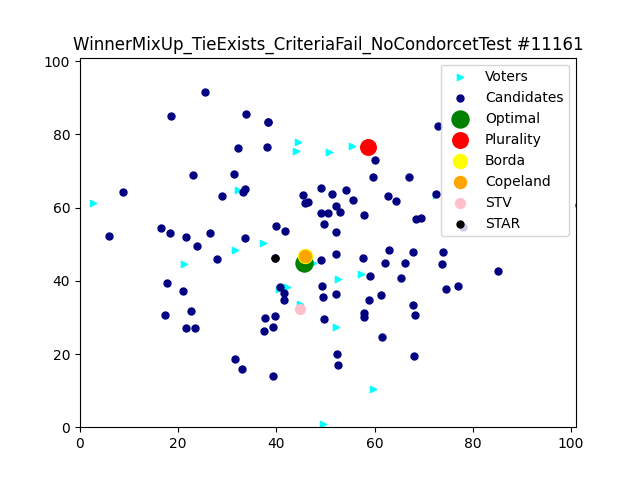 WinnerMixUp_TieExists_CriteriaFail_NoCondorcetTest #11161
100
80
60
40
20
0
0 20 40 60 80 100
Voters
Candidates
Optimal
Plurality
Borda
Copeland
STV
STAR